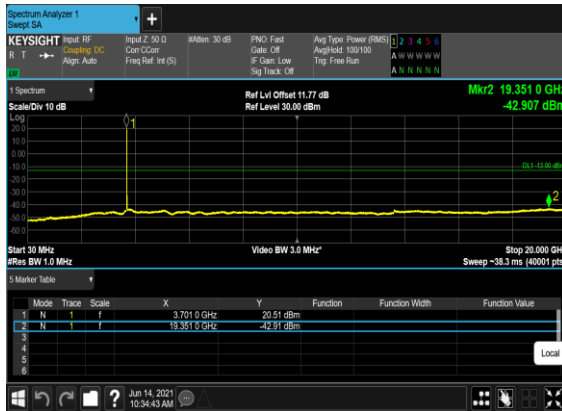 Spectrum Analyzer 1
Swept SA
KEYSIGHT Input: RF Input Z: 50 Ω #Atten: 30 dB PNO: Fast Avg Type: Power (RMS) 1 2 3 4 5 6
R T Coupling: DC Corr CCorr Gate: Off Avg|Hold: 100/100 A W W W W W
Align: Auto Freq Ref: Int (S) IF Gain: Low Trig: Free Run
LXI Sig Track: Off A N N N N N
1 Spectrum
Scale/Div 10 dB Ref Lvl Offset 11.77 dB Mkr2 19.351 0 GHz
Ref Level 30.00 dBm -42.907 dBm
Log
20.0
10.0
0.00
-10.0
DL1 -13.00 dBm
-20.0
-30.0
-40.0
-50.0
-60.0
1
2
Start 30 MHz Video BW 3.0 MHz* Stop 20.000 GHz
#Res BW 1.0 MHz Sweep ~38.3 ms (40001 pts)
5 Marker Table
Mode Trace Scale X Y Function Function Width Function Value
1 N 1 f 3.701 0 GHz 20.51 dBm
2 N 1 f 19.351 0 GHz -42.91 dBm
3
4
5
6
Local
? Jun 14, 2021
10:34:43 AM